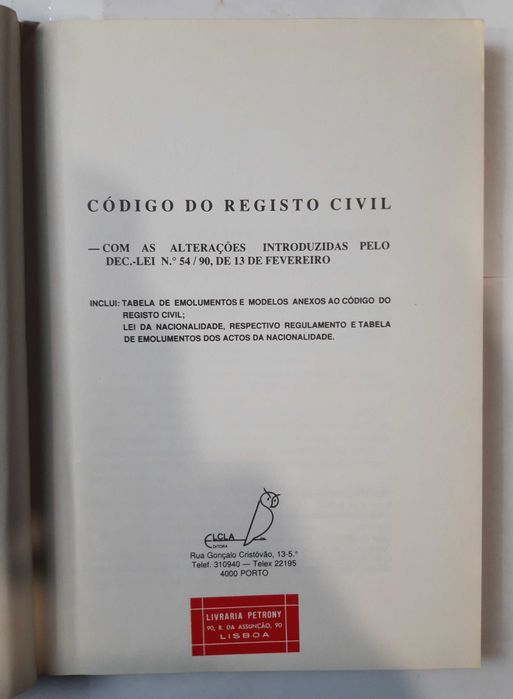 CÓDIGO DO REGISTO CIVIL
— COM AS ALTERAÇÕES INTRODUZIDAS PELO
DEC.-LEI N.° 54 / 90, DE 13 DE FEVEREIRO
INCLUI: TABELA DE EMOLUMENTOS E MODELOS ANEXOS AO CÓDIGO DO
REGISTO CIVIL;
LEI DA NACIONALIDADE, RESPECTIVO REGULAMENTO E TABELA
DE EMOLUMENTOS DOS ACTOS DA NACIONALIDADE.
ELCLA
EDITORA
Rua Gonçalo Cristóvão, 13-5.°
Telef. 310940 — Telex 22195
4000 PORTO
LIVRARIA PETRONY
90, R. DA ASSUNÇÃO, 90
LISBOA